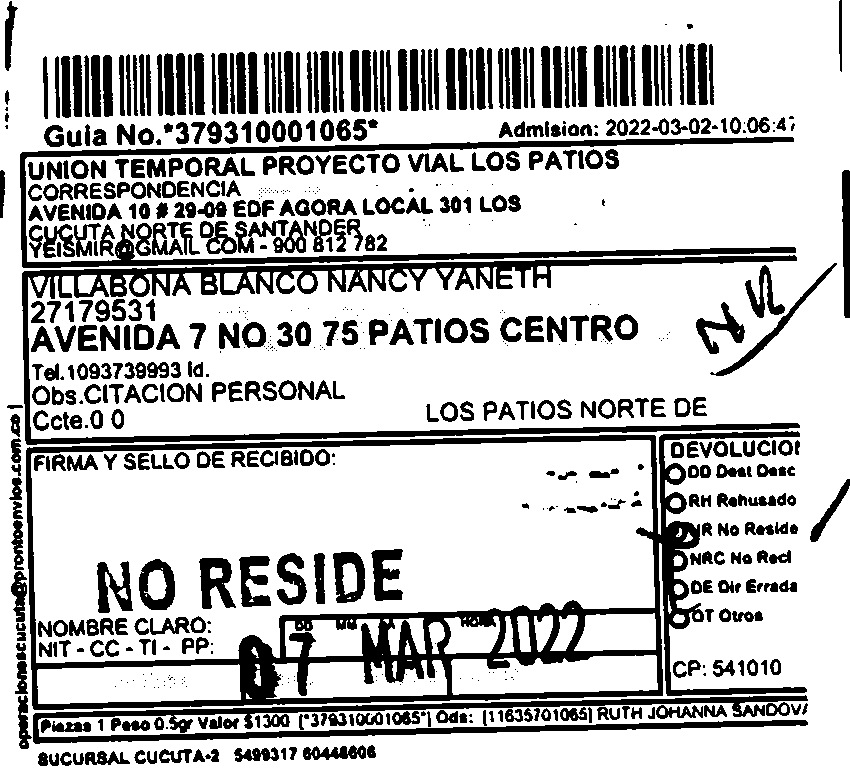 Guia No.*379310001065*
Admision: 2022-03-02-10:06:47
UNION TEMPORAL PROYECTO VIAL LOS PATIOS
CORRESPONDENCIA
AVENIDA 10 # 29-09 EDF AGORA LOCAL 301 LOS
CUCUTA NORTE DE SANTANDER
YEISMIR@GMAIL COM - 900 812 782
VILLABONA BLANCO NANCY YANETH
27179531
AVENIDA 7 NO 30 75 PATIOS CENTRO
NR
Tel.1093739993 Id.
Obs.CITACION PERSONAL
Ccte.0 0
LOS PATIOS NORTE DE
operacionescucuta@prontoenvios.com.co |
FIRMA Y SELLO DE RECIBIDO:
DEVOLUCION
DD Dest Desc
RH Rehusado
NR No Reside
NRC No Recl
DE Dir Errada
OT Otros
NO RESIDE
NOMBRE CLARO:
NIT - CC - TI - PP:
DD MM A HORA
07 MAR 2022
CP: 541010
Piezas 1 Peso 0.5gr Valor $1300 [*379310001065*] Ods: [11635701065] RUTH JOHANNA SANDOVA
SUCURSAL CUCUTA-2 5499317 60448606